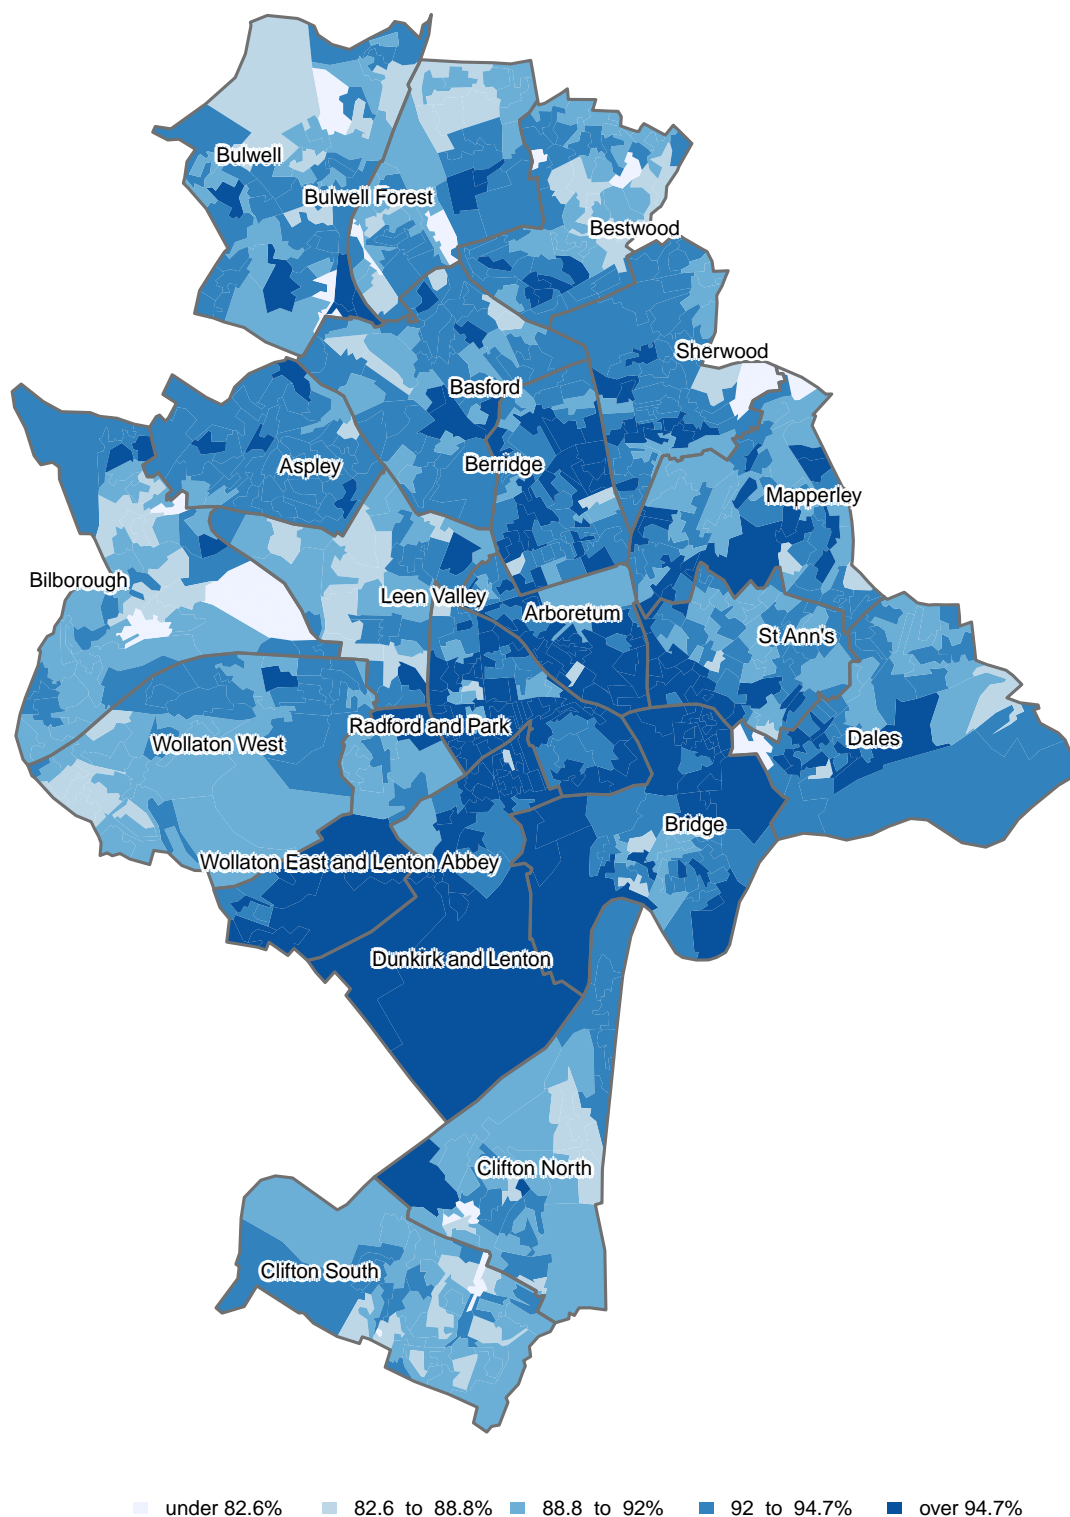 Bulwell
Bulwell Forest
Bestwood
Sherwood
Basford
Aspley
Berridge
Mapperley
Bilborough
Leen Valley
Arboretum
St Ann's
Radford and Park
Wollaton West
Dales
Bridge
Wollaton East and Lenton Abbey
Dunkirk and Lenton
Clifton North
Clifton South
under 82.6% 82.6 to 88.8% 88.8 to 92% 92 to 94.7% over 94.7%